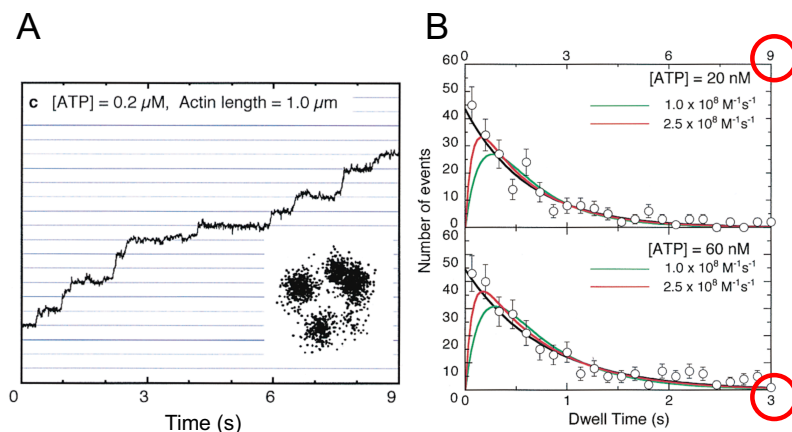 A
c [ATP] = 0.2 μM, Actin length = 1.0 μm
0 3 6 9
Time (s)
B
0 3 6 9
60
50
40
30
20
10
0
[ATP] = 20 nM
1.0 x 10⁸ M⁻¹s⁻¹
2.5 x 10⁸ M⁻¹s⁻¹
Number of events
60
50
40
30
20
10
0
[ATP] = 60 nM
1.0 x 10⁸ M⁻¹s⁻¹
2.5 x 10⁸ M⁻¹s⁻¹
0 1 2 3
Dwell Time (s)